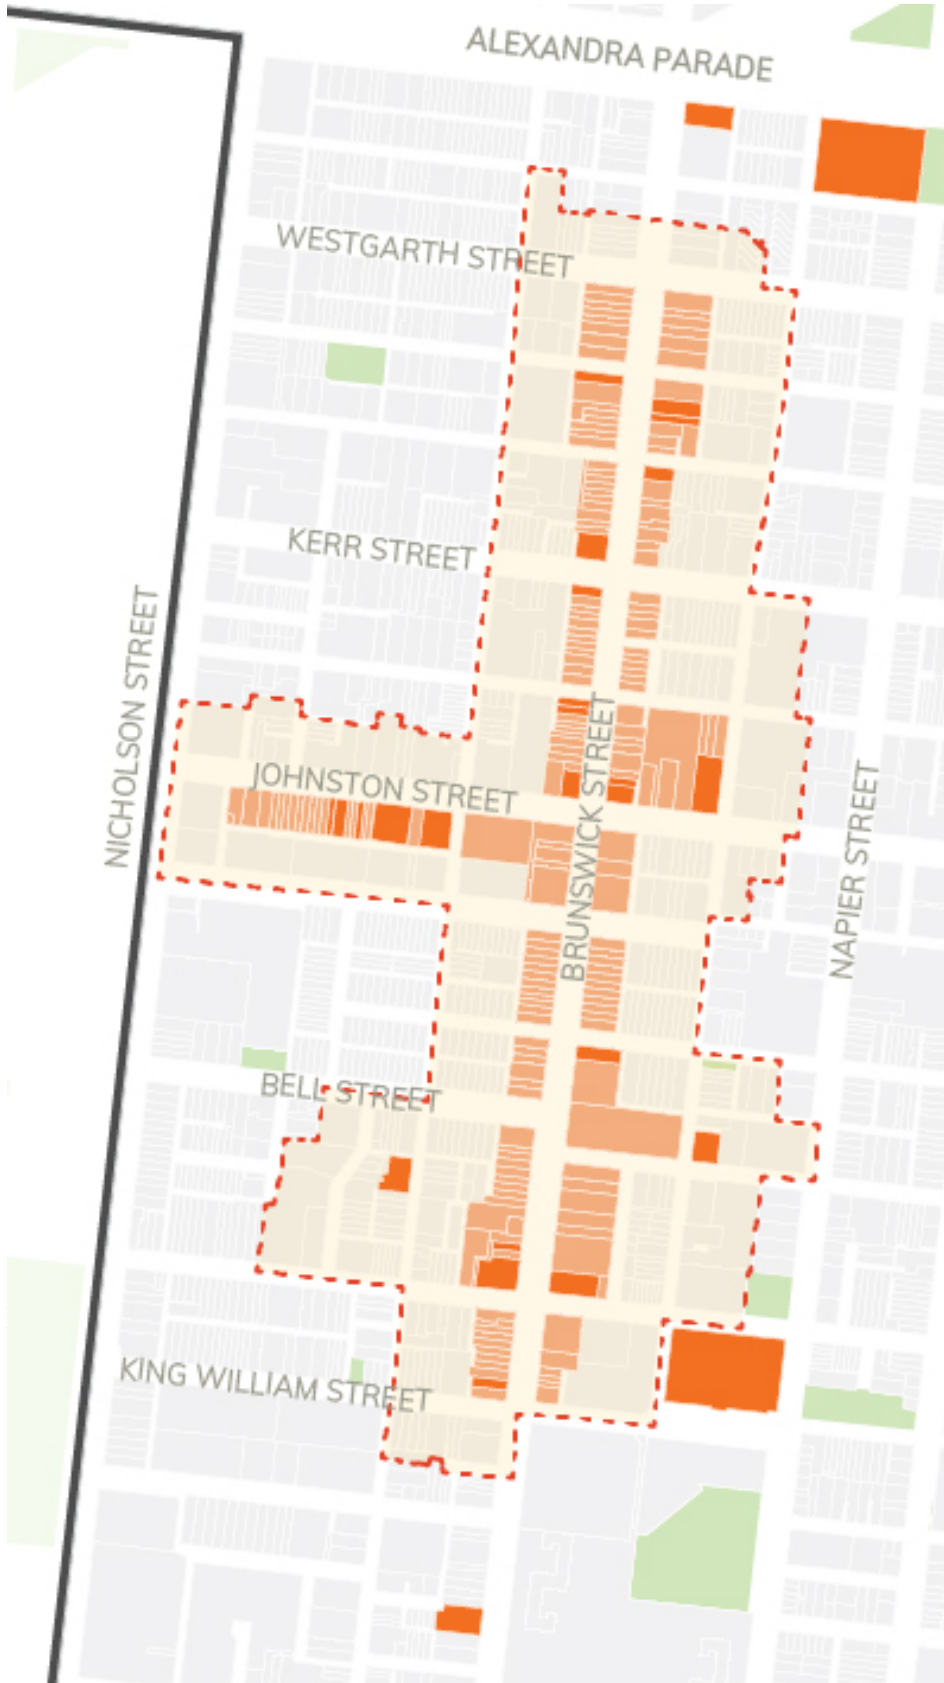 ALEXANDRA PARADE
WESTGARTH STREET
KERR STREET
NICHOLSON STREET
JOHNSTON STREET
BRUNSWICK STREET
NAPIER STREET
BELL STREET
KING WILLIAM STREET